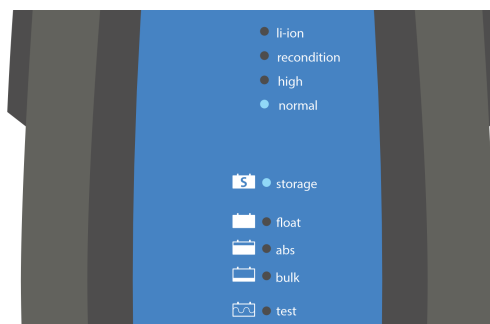 li-ion
recondition
high
normal
S storage
float
abs
bulk
test